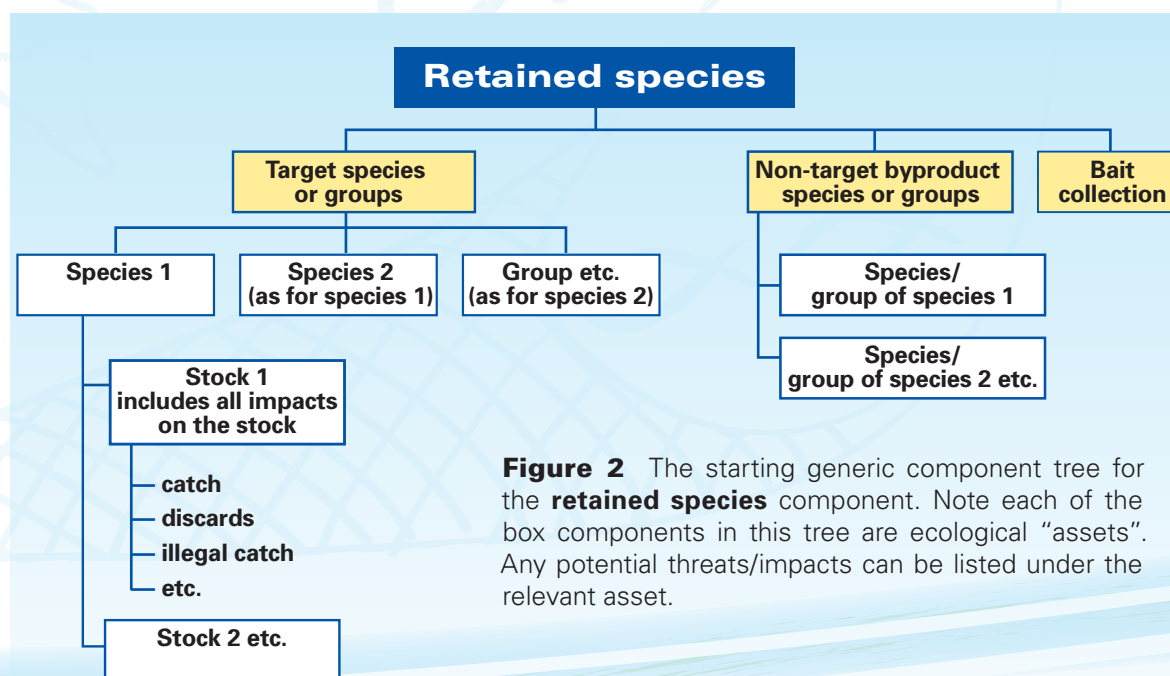 Retained species
Target species
or groups
Non-target byproduct
species or groups
Bait
collection
Species 1
Species 2
(as for species 1)
Group etc.
(as for species 2)
Species/
group of species 1
Species/
group of species 2 etc.
Stock 1
includes all impacts
on the stock
catch
discards
illegal catch
etc.
Stock 2 etc.
Figure 2 The starting generic component tree for
the retained species component. Note each of the
box components in this tree are ecological “assets”.
Any potential threats/impacts can be listed under the
relevant asset.